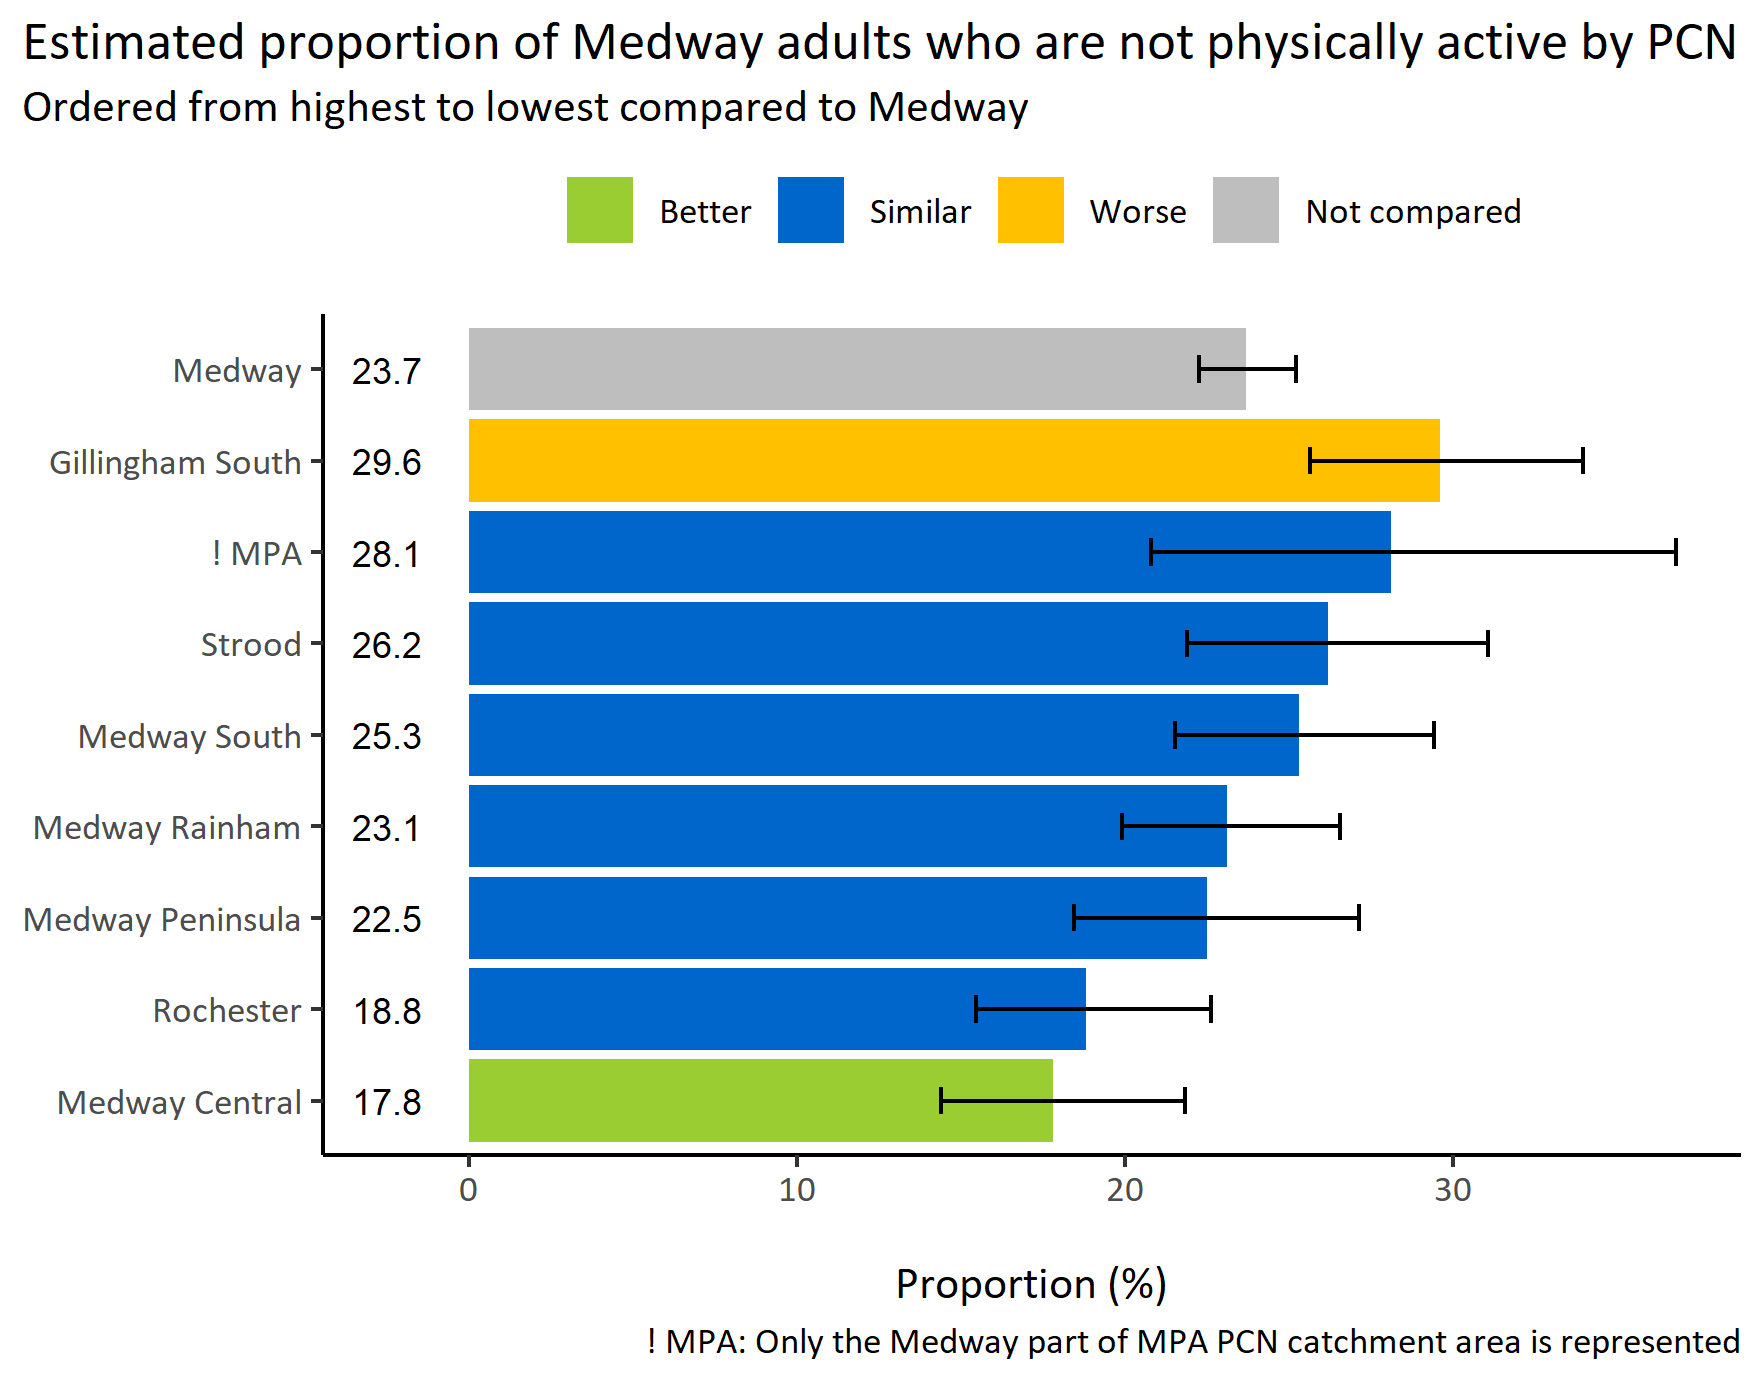 Estimated proportion of Medway adults who are not physically active by PCN
Ordered from highest to lowest compared to Medway
Better Similar Worse Not compared
Medway 23.7
Gillingham South 29.6
! MPA 28.1
Strood 26.2
Medway South 25.3
Medway Rainham 23.1
Medway Peninsula 22.5
Rochester 18.8
Medway Central 17.8
0 10 20 30
Proportion (%)
! MPA: Only the Medway part of MPA PCN catchment area is represented